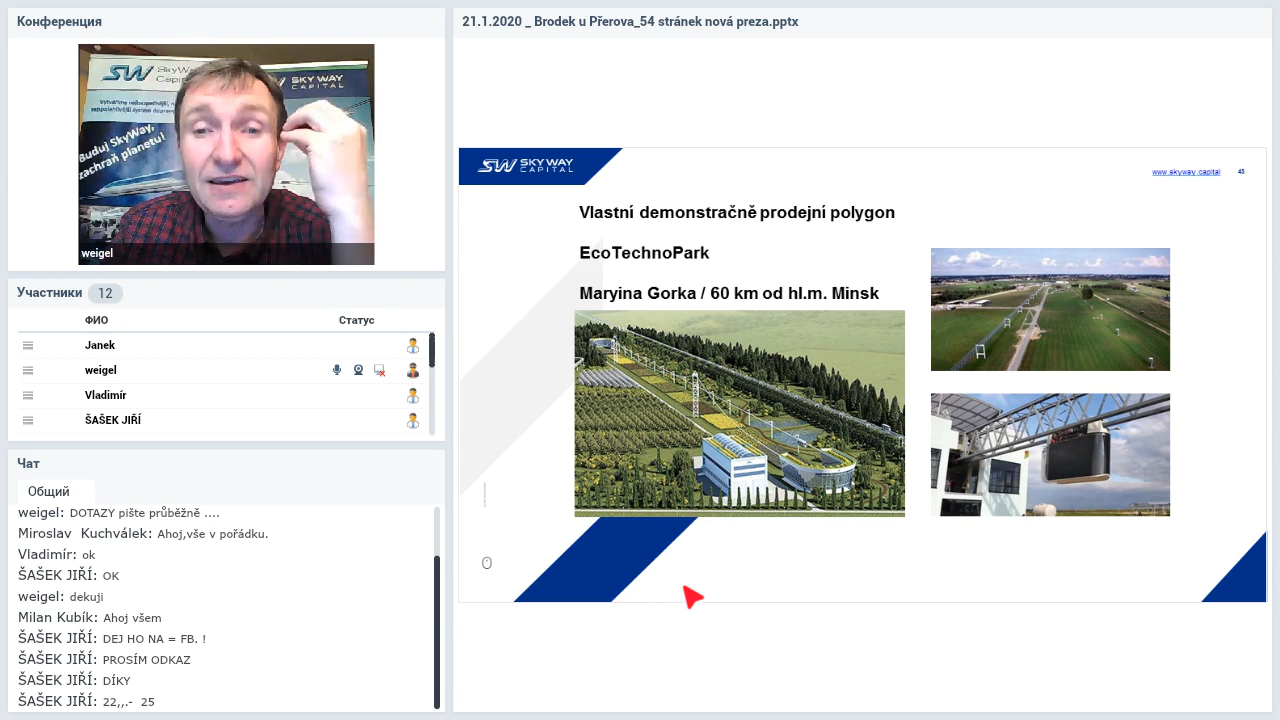 Конференция
SW SkyWay
Capital
SKY WAY
CAPITAL
Buduj SkyWay,
zachraň planetu!
weigel
Участники 12
ФИО Статус
Janek
weigel
Vladimír
ŠAŠEK JIŘÍ
Чат
Общий
weigel: DOTAZY pište průběžně ....
Miroslav Kuchválek: Ahoj,vše v pořádku.
Vladimír: ok
ŠAŠEK JIŘÍ: OK
weigel: dekuji
Milan Kubík: Ahoj všem
ŠAŠEK JIŘÍ: DEJ HO NA = FB. !
ŠAŠEK JIŘÍ: PROSÍM ODKAZ
ŠAŠEK JIŘÍ: DÍKY
ŠAŠEK JIŘÍ: 22,,.- 25
21.1.2020 _ Brodek u Přerova_54 stránek nová preza.pptx
SW SKY WAY
CAPITAL
www.skyway.capital 45
Vlastní demonstračně prodejní polygon
EcoTechnoPark
Maryina Gorka / 60 km od hl.m. Minsk